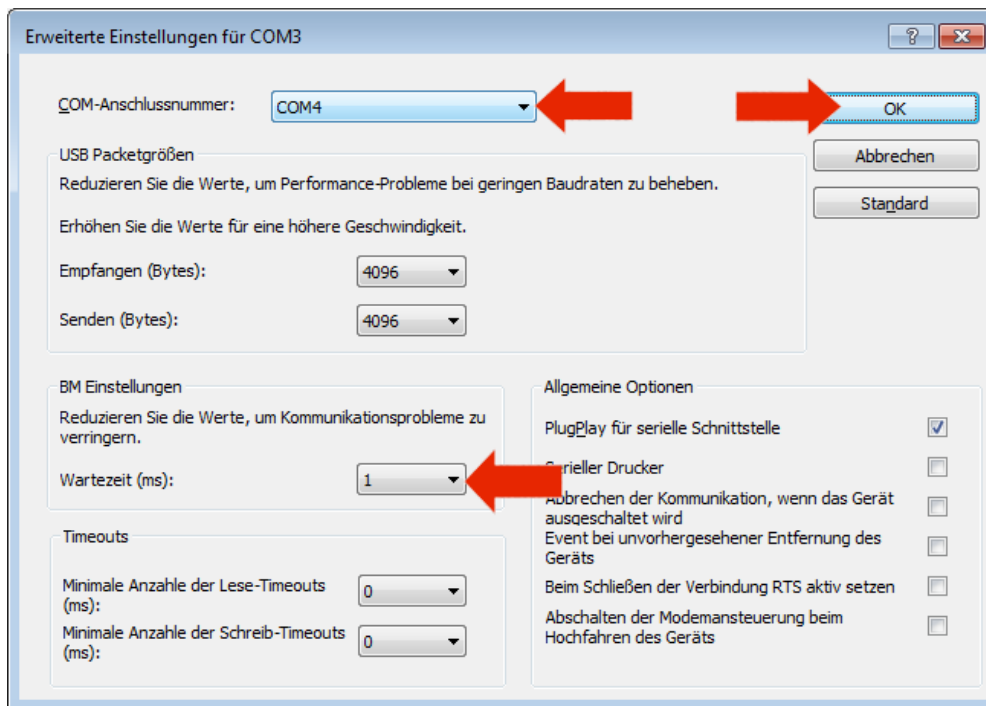 Erweiterte Einstellungen für COM3
COM-Anschlussnummer:
COM4
OK
Abbrechen
Standard
USB Packetgrößen
Reduzieren Sie die Werte, um Performance-Probleme bei geringen Baudraten zu beheben.
Erhöhen Sie die Werte für eine höhere Geschwindigkeit.
Empfangen (Bytes):
4096
Senden (Bytes):
4096
BM Einstellungen
Reduzieren Sie die Werte, um Kommunikationsprobleme zu
verringern.
Wartezeit (ms):
1
Timeouts
Minimale Anzahle der Lese-Timeouts
(ms):
0
Minimale Anzahle der Schreib-Timeouts
(ms):
0
Allgemeine Optionen
PlugPlay für serielle Schnittstelle
Serieller Drucker
Abbrechen der Kommunikation, wenn das Gerät
ausgeschaltet wird
Event bei unvorhergesehener Entfernung des
Geräts
Beim Schließen der Verbindung RTS aktiv setzen
Abschalten der Modemansteuerung beim
Hochfahren des Geräts